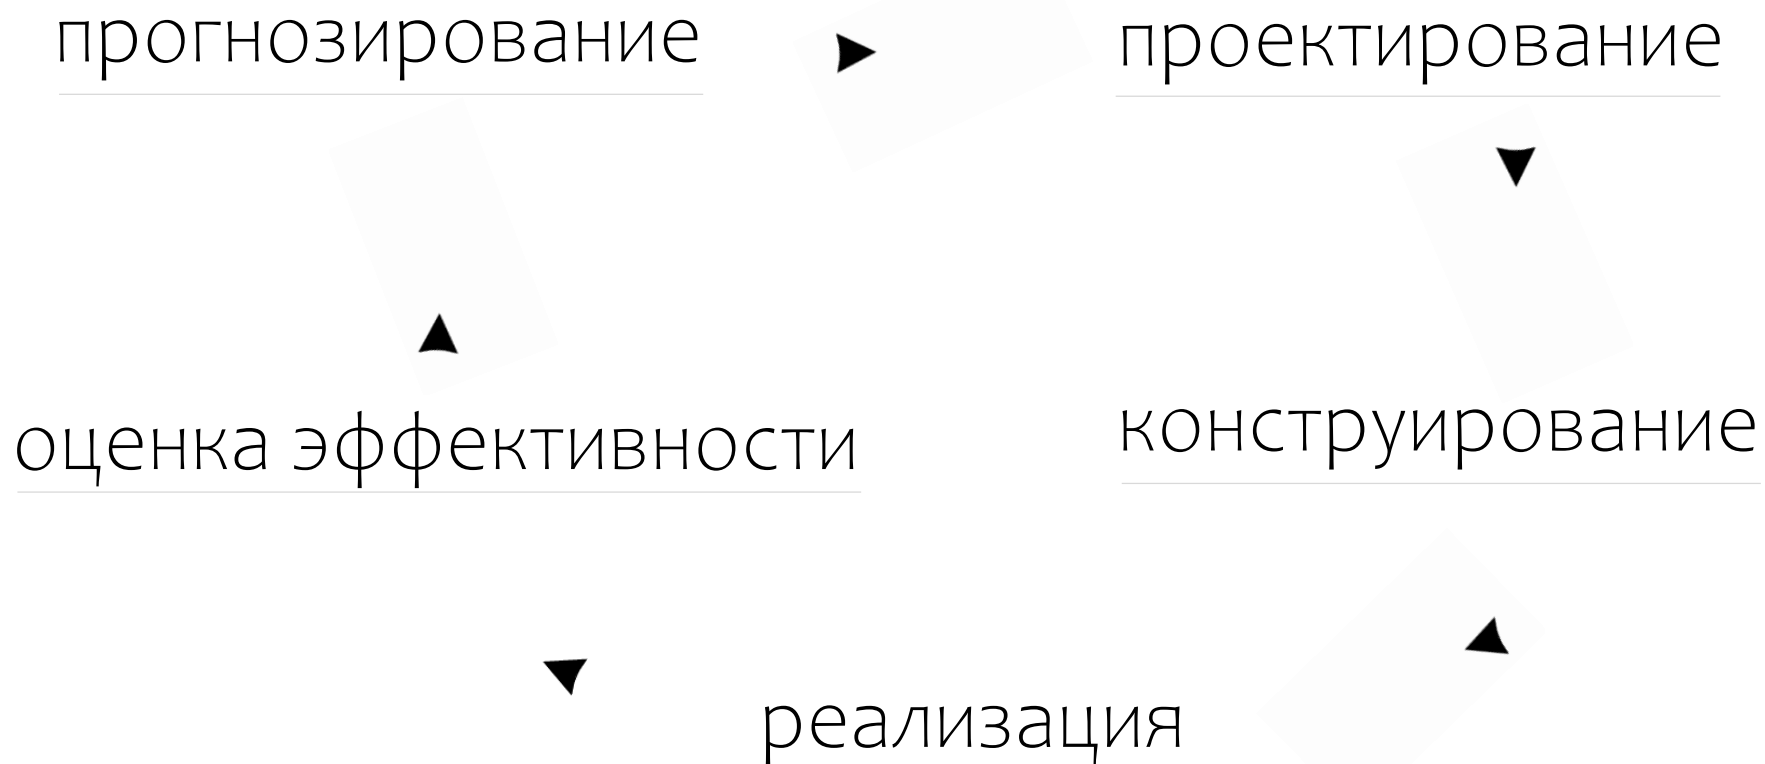 прогнозирование
проектирование
оценка эффективности
конструирование
реализация